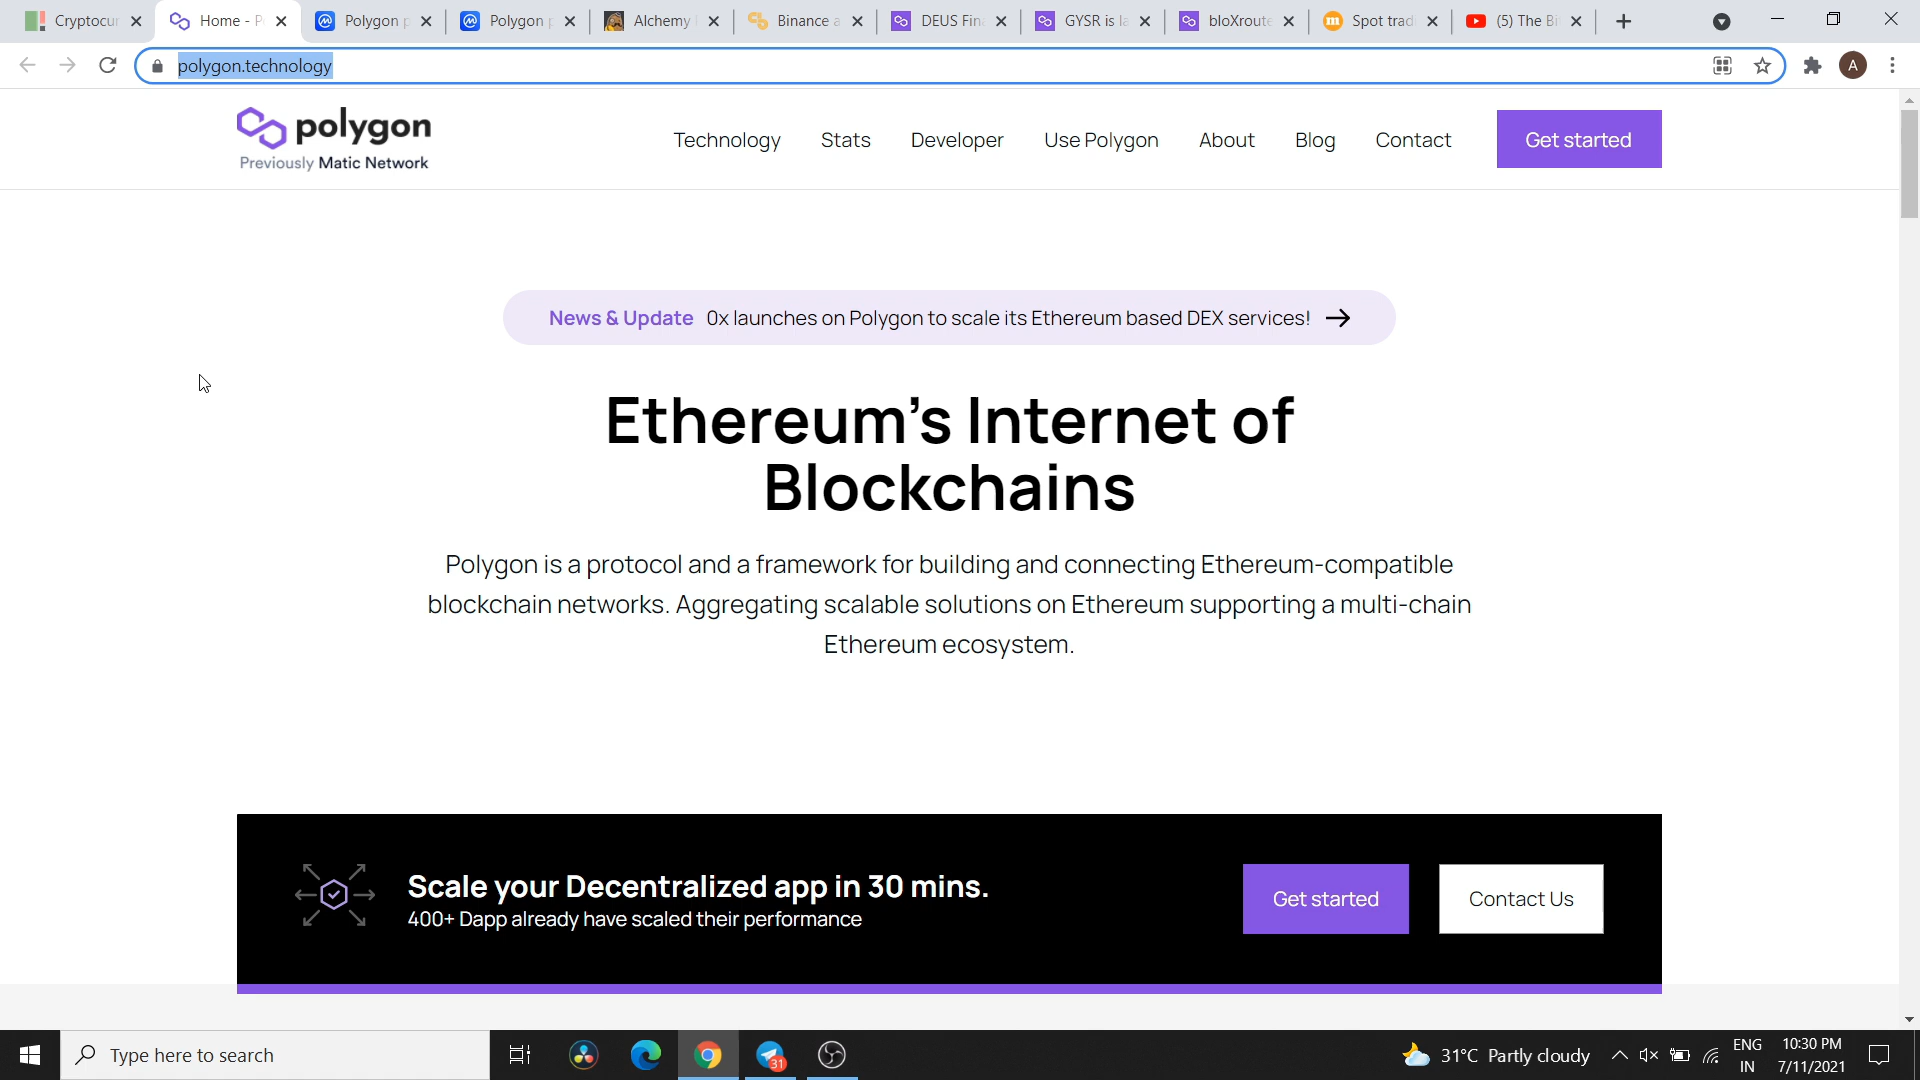 Cryptocur
Home - P
Polygon p
Polygon p
Alchemy
Binance a
DEUS Fin
GYSR is la
bloXroute
Spot trad
(5) The Bi
polygon.technology
A
polygon
Previously Matic Network
Technology
Stats
Developer
Use Polygon
About
Blog
Contact
Get started
News & Update 0x launches on Polygon to scale its Ethereum based DEX services!
Ethereum's Internet of
Blockchains
Polygon is a protocol and a framework for building and connecting Ethereum-compatible
blockchain networks. Aggregating scalable solutions on Ethereum supporting a multi-chain
Ethereum ecosystem.
Scale your Decentralized app in 30 mins.
400+ Dapp already have scaled their performance
Get started
Contact Us
Type here to search
31
31°C Partly cloudy
ENG
IN
10:30 PM
7/11/2021